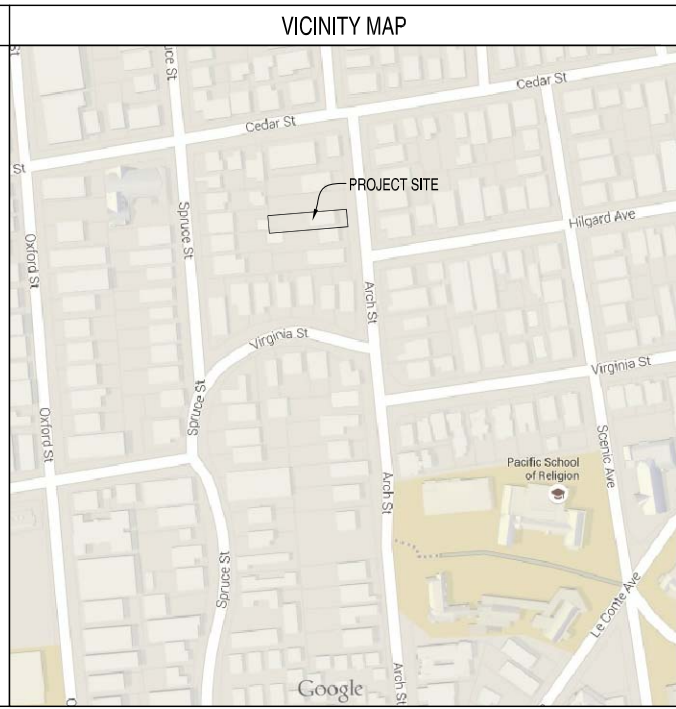 VICINITY MAP
Cedar St
Cedar St
St
PROJECT SITE
Spruce St
Oxford St
Hilgard Ave
Arch St
Virginia St
Virginia St
Spruce St
Oxford St
Scenic Ave
Pacific School
of Religion
Arch St
Spruce St
Le Conte Ave
Arch St
Google